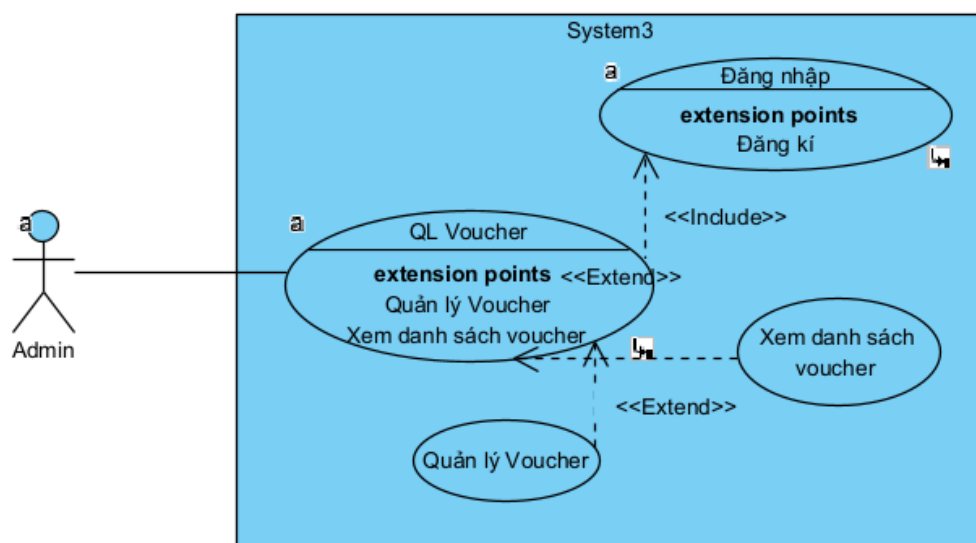 System3
a
Đăng nhập
extension points
Đăng kí
<<Include>>
a
QL Voucher
extension points
<<Extend>>
Quản lý Voucher
Xem danh sách voucher
a
Admin
Xem danh sách
voucher
<<Extend>>
Quản lý Voucher